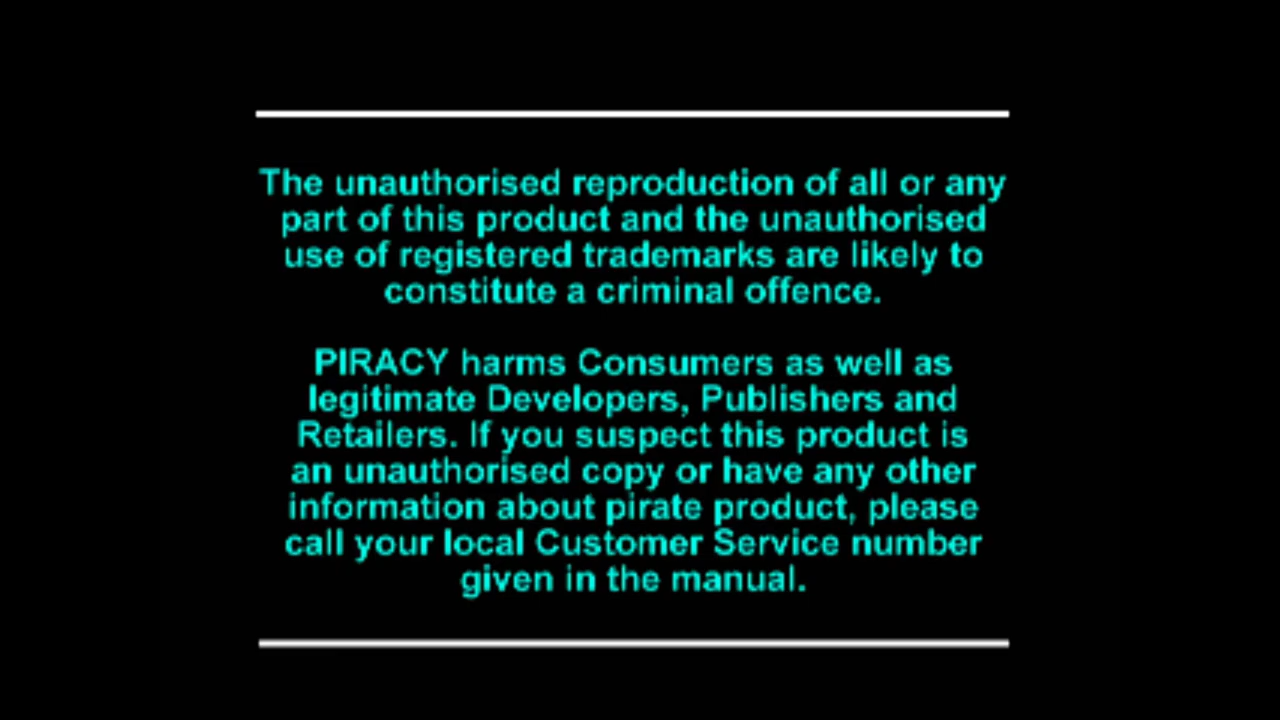 The unauthorised reproduction of all or any
part of this product and the unauthorised
use of registered trademarks are likely to
constitute a criminal offence.
PIRACY harms Consumers as well as
legitimate Developers, Publishers and
Retailers. If you suspect this product is
an unauthorised copy or have any other
information about pirate product, please
call your local Customer Service number
given in the manual.